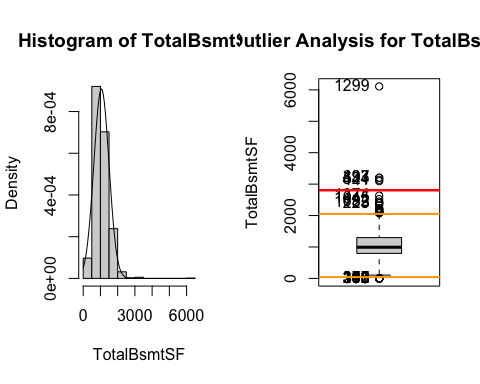 Histogram of TotalBsmt
utlier Analysis for TotalBs
Density
0e+00
4e-04
8e-04
0
3000
6000
TotalBsmtSF
TotalBsmtSF
0
2000
4000
6000
1299